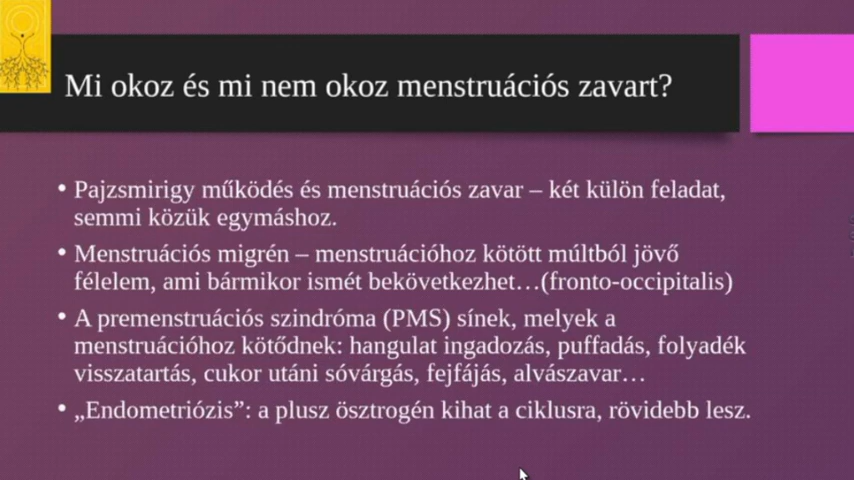 Mi okoz és mi nem okoz menstruációs zavart?
• Pajzsmirigy működés és menstruációs zavar – két külön feladat,
semmi közük egymáshoz.
• Menstruációs migrén – menstruációhoz kötött múltból jövő
félelem, ami bármikor ismét bekövetkezhet…(fronto-occipitalis)
• A premenstruációs szindróma (PMS) sínek, melyek a
menstruációhoz kötődnek: hangulat ingadozás, puffadás, folyadék
visszatartás, cukor utáni sóvárgás, fejfájás, alvászavar…
• „Endometriózis”: a plusz ösztrogén kihat a ciklusra, rövidebb lesz.